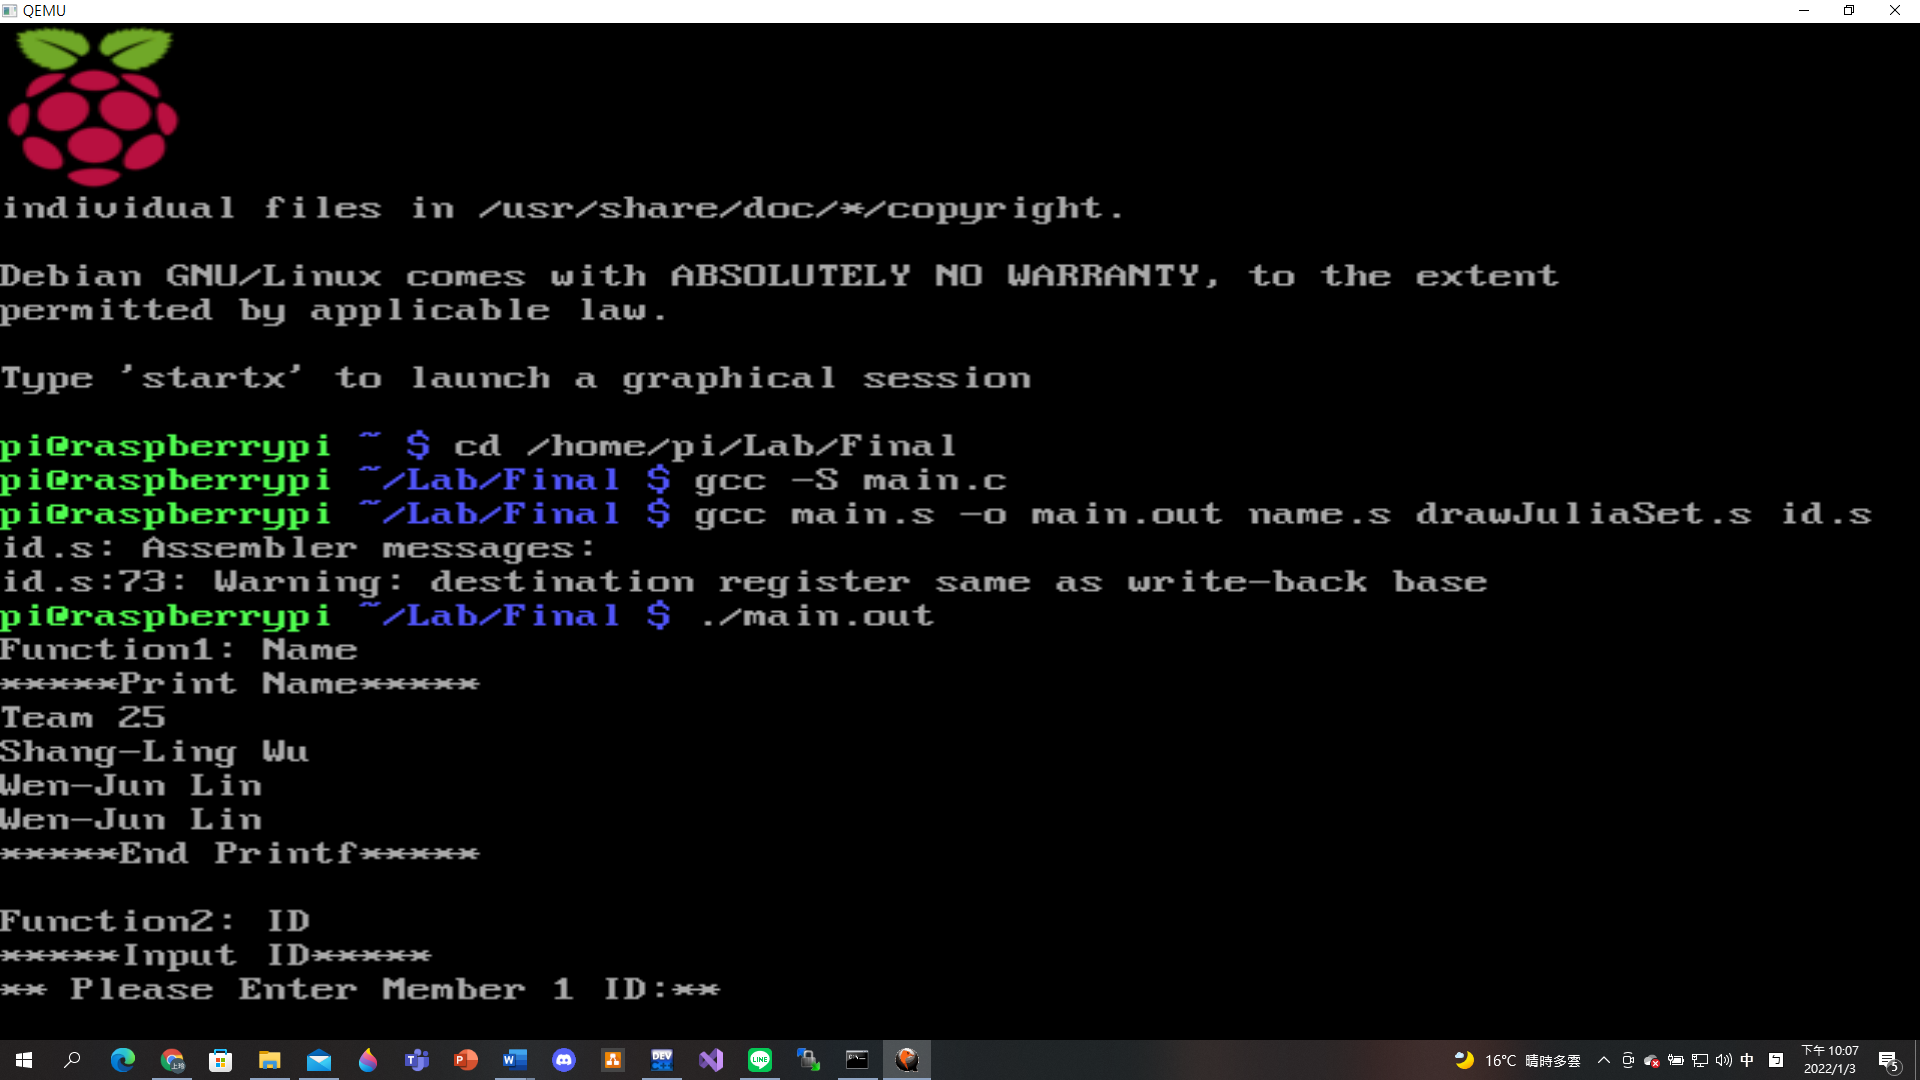 QEMU
individual files in /usr/share/doc/*/copyright.
Debian GNU/Linux comes with ABSOLUTELY NO WARRANTY, to the extent
permitted by applicable law.
Type 'startx' to launch a graphical session
pi@raspberrypi ~ $ cd /home/pi/Lab/Final
pi@raspberrypi ~/Lab/Final $ gcc -S main.c
pi@raspberrypi ~/Lab/Final $ gcc main.s -o main.out name.s drawJuliaSet.s id.s
id.s: Assembler messages:
id.s:73: Warning: destination register same as write-back base
pi@raspberrypi ~/Lab/Final $ ./main.out
Function1: Name
*****Print Name*****
Team 25
Shang-Ling Wu
Wen-Jun Lin
Wen-Jun Lin
*****End Printf*****
Function2: ID
*****Input ID*****
** Please Enter Member 1 ID:**
DEV
LINE
16°C 晴時多雲
中
下午 10:07
2022/1/3
5